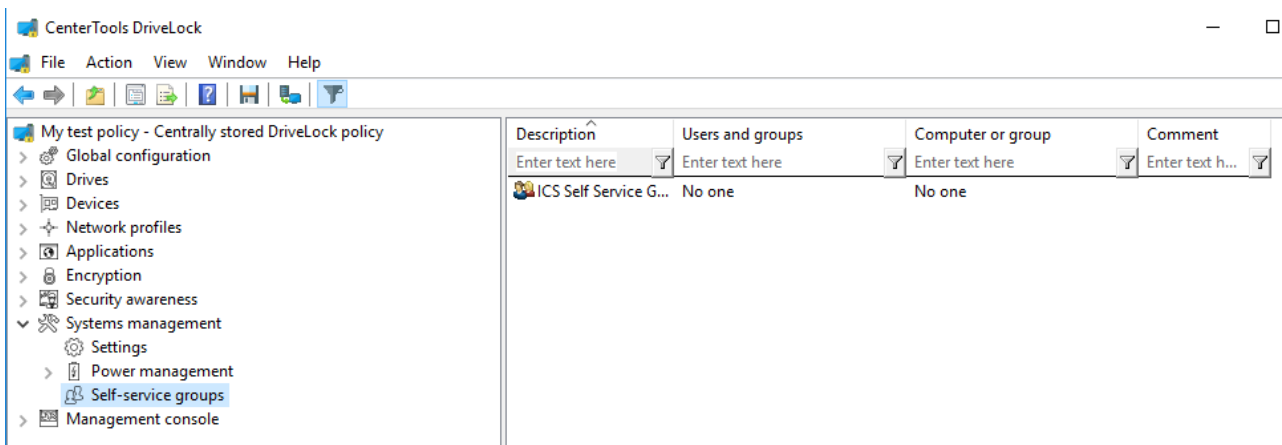 CenterTools DriveLock
File Action View Window Help
My test policy - Centrally stored DriveLock policy
Global configuration
Drives
Devices
Network profiles
Applications
Encryption
Security awareness
Systems management
Settings
Power management
Self-service groups
Management console
Description Users and groups Computer or group Comment
Enter text here Enter text here Enter text here Enter text h...
ICS Self Service G... No one No one